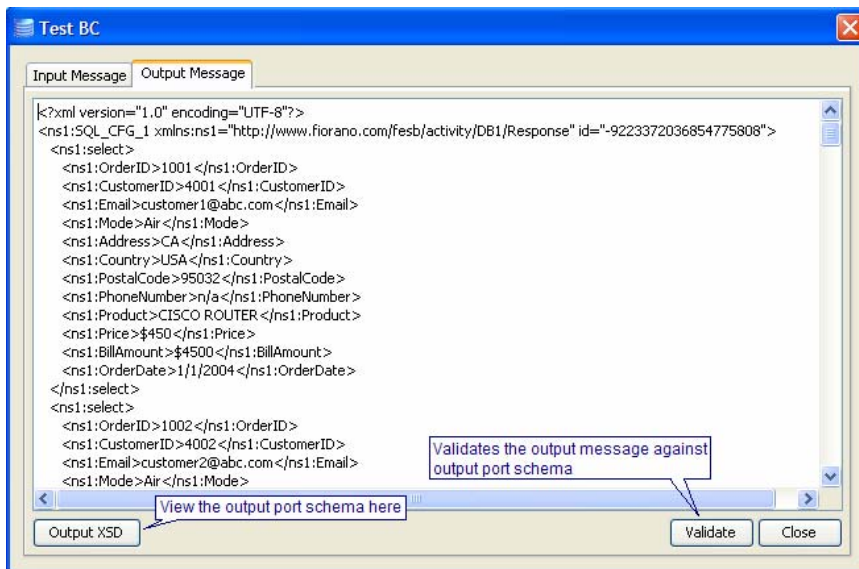 Test BC
Input Message
Output Message
<?xml version="1.0" encoding="UTF-8"?>
<ns1:SQL_CFG_1 xmlns:ns1="http://www.fiorano.com/fesb/activity/DB1/Response" id="-9223372036854775808">
<ns1:select>
<ns1:OrderID>1001</ns1:OrderID>
<ns1:CustomerID>4001</ns1:CustomerID>
<ns1:Email>customer1@abc.com</ns1:Email>
<ns1:Mode>Air</ns1:Mode>
<ns1:Address>CA</ns1:Address>
<ns1:Country>USA</ns1:Country>
<ns1:PostalCode>95032</ns1:PostalCode>
<ns1:PhoneNumber>n/a</ns1:PhoneNumber>
<ns1:Product>CISCO ROUTER</ns1:Product>
<ns1:Price>$450</ns1:Price>
<ns1:BillAmount>$4500</ns1:BillAmount>
<ns1:OrderDate>1/1/2004</ns1:OrderDate>
</ns1:select>
<ns1:select>
<ns1:OrderID>1002</ns1:OrderID>
<ns1:CustomerID>4002</ns1:CustomerID>
<ns1:Email>customer2@abc.com</ns1:Email>
<ns1:Mode>Air</ns1:Mode>
Validates the output message against
output port schema
View the output port schema here
Output XSD
Validate
Close